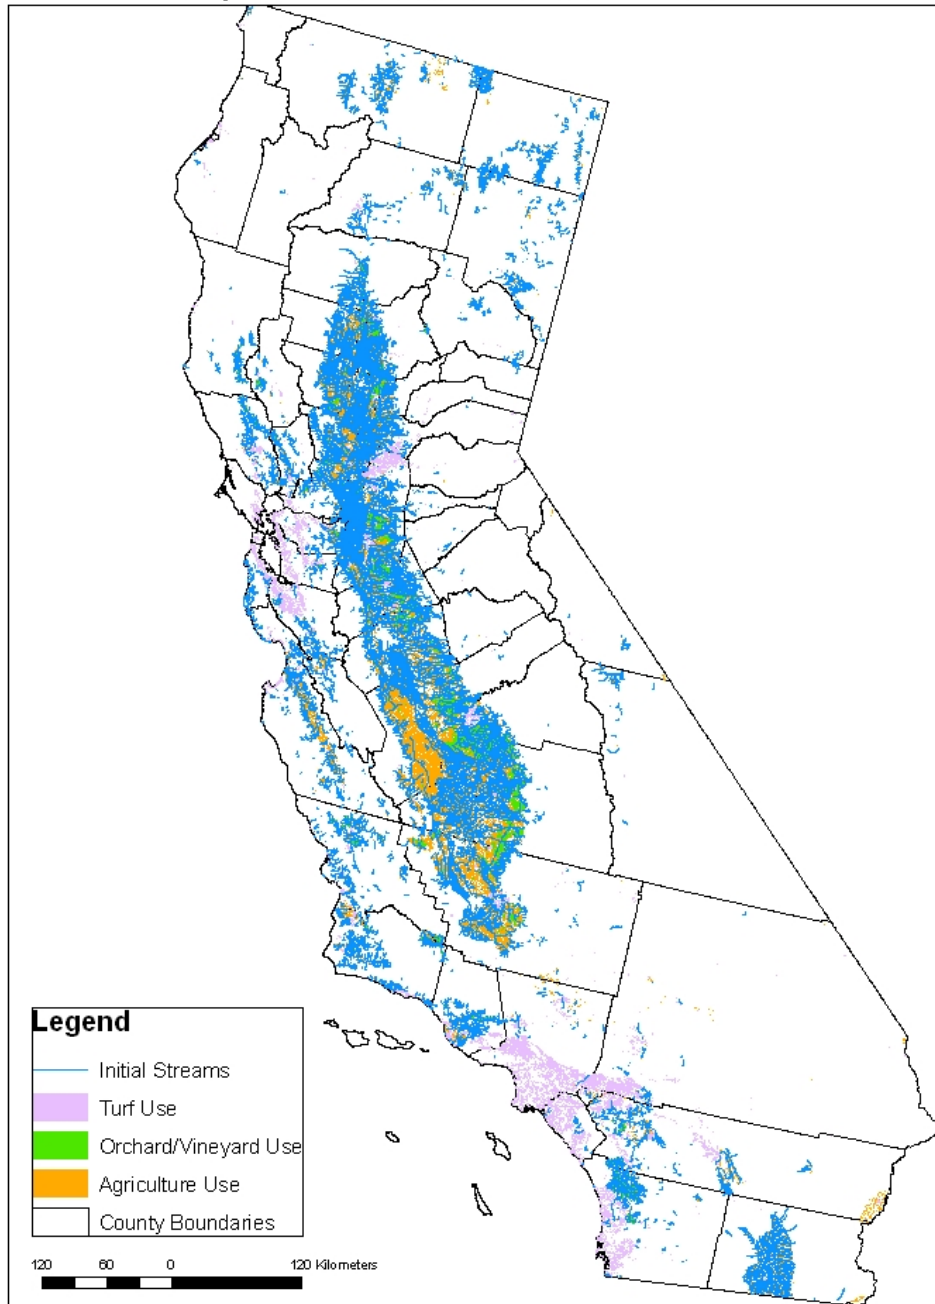 Legend
Initial Streams
Turf Use
Orchard/Vineyard Use
Agriculture Use
County Boundaries
120 60 0 120 Kilometers